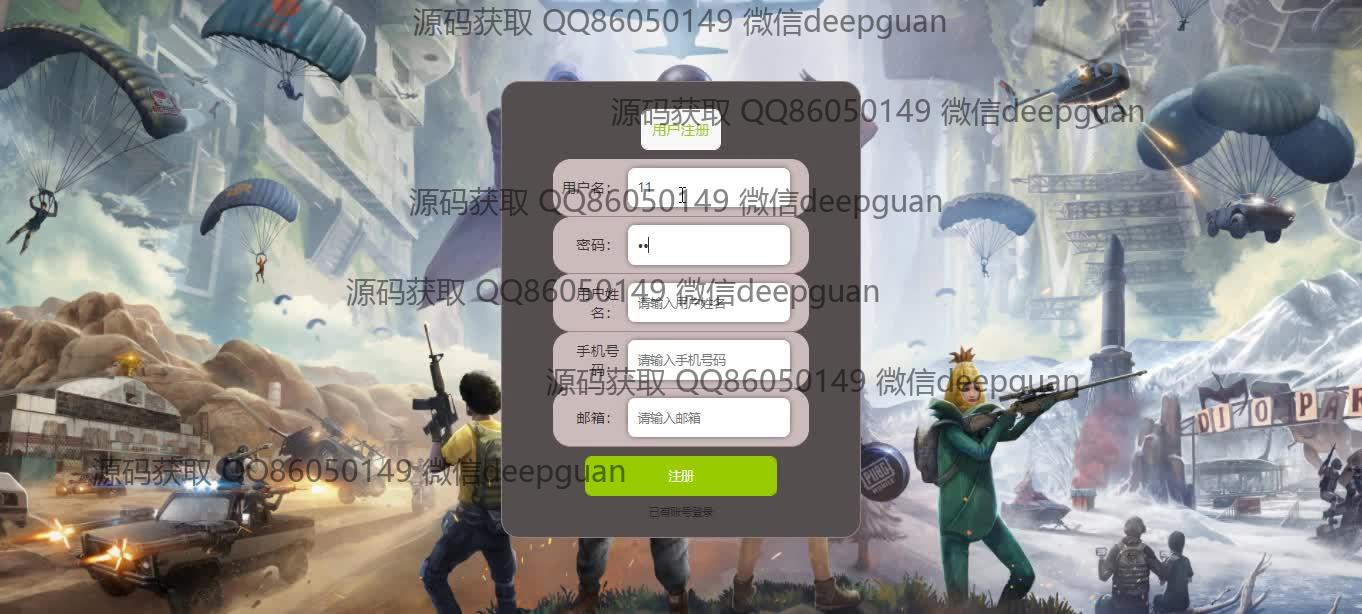 源码获取 QQ86050149 微信deepguan
源码获取 QQ86050149 微信deepguan
用户注册
用户名： 11
源码获取 QQ86050149 微信deepguan
密码： ••
源码获取 QQ86050149 微信deepguan
用户姓
名：
请输入用户姓名
手机号
码：
请输入手机号码
源码获取 QQ86050149 微信deepguan
邮箱： 请输入邮箱
DINO PAR
源码获取 QQ86050149 微信deepguan
注册
PUBG
MOBILE
已有账号登录